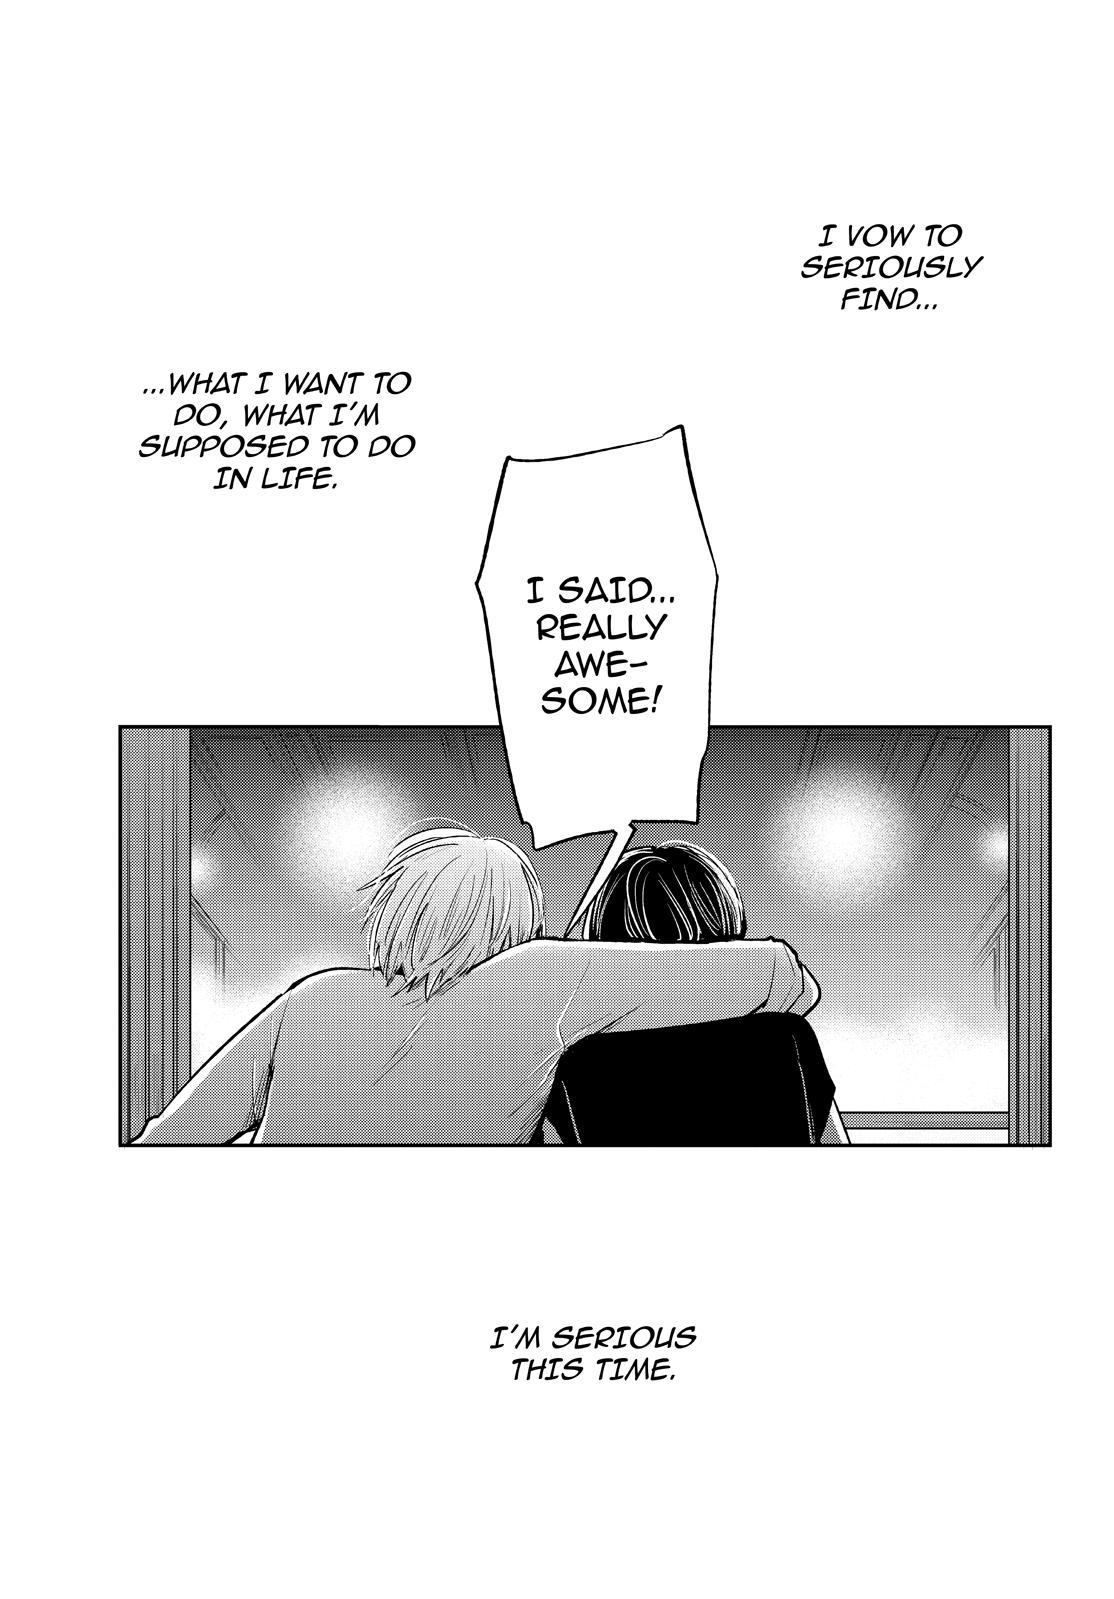 I VOW TO
SERIOUSLY
FIND...
...WHAT I WANT TO
DO, WHAT I'M
SUPPOSED TO DO
IN LIFE.
I SAID...
REALLY
AWE-
SOME!
I'M SERIOUS
THIS TIME.